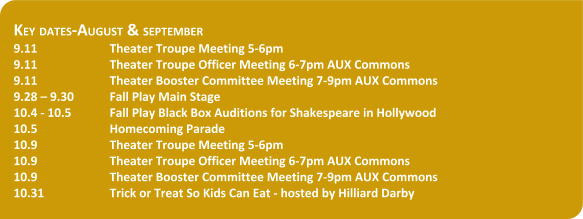 KEY DATES-AUGUST & SEPTEMBER
9.11 Theater Troupe Meeting 5-6pm
9.11 Theater Troupe Officer Meeting 6-7pm AUX Commons
9.11 Theater Booster Committee Meeting 7-9pm AUX Commons
9.28 – 9.30 Fall Play Main Stage
10.4 - 10.5 Fall Play Black Box Auditions for Shakespeare in Hollywood
10.5 Homecoming Parade
10.9 Theater Troupe Meeting 5-6pm
10.9 Theater Troupe Officer Meeting 6-7pm AUX Commons
10.9 Theater Booster Committee Meeting 7-9pm AUX Commons
10.31 Trick or Treat So Kids Can Eat - hosted by Hilliard Darby